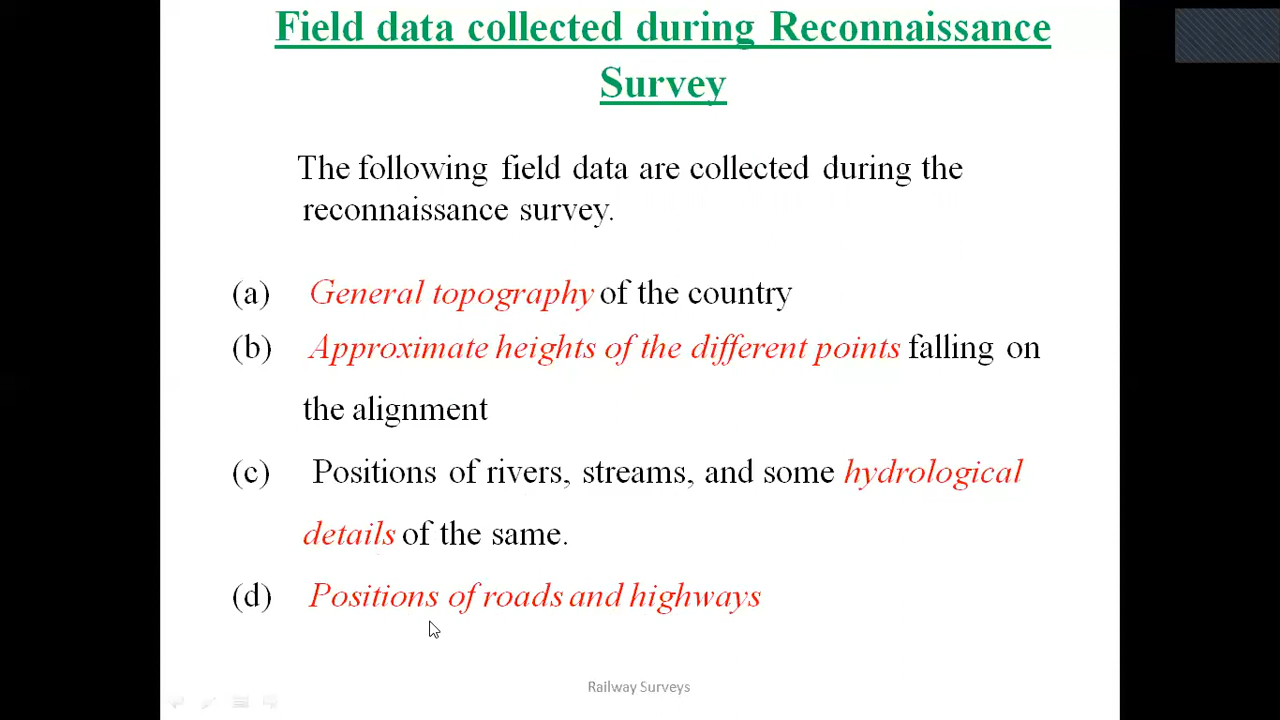 Field data collected during Reconnaissance
Survey
The following field data are collected during the
reconnaissance survey.
(a) General topography of the country
(b) Approximate heights of the different points falling on
the alignment
(c) Positions of rivers, streams, and some hydrological
details of the same.
(d) Positions of roads and highways
Railway Surveys